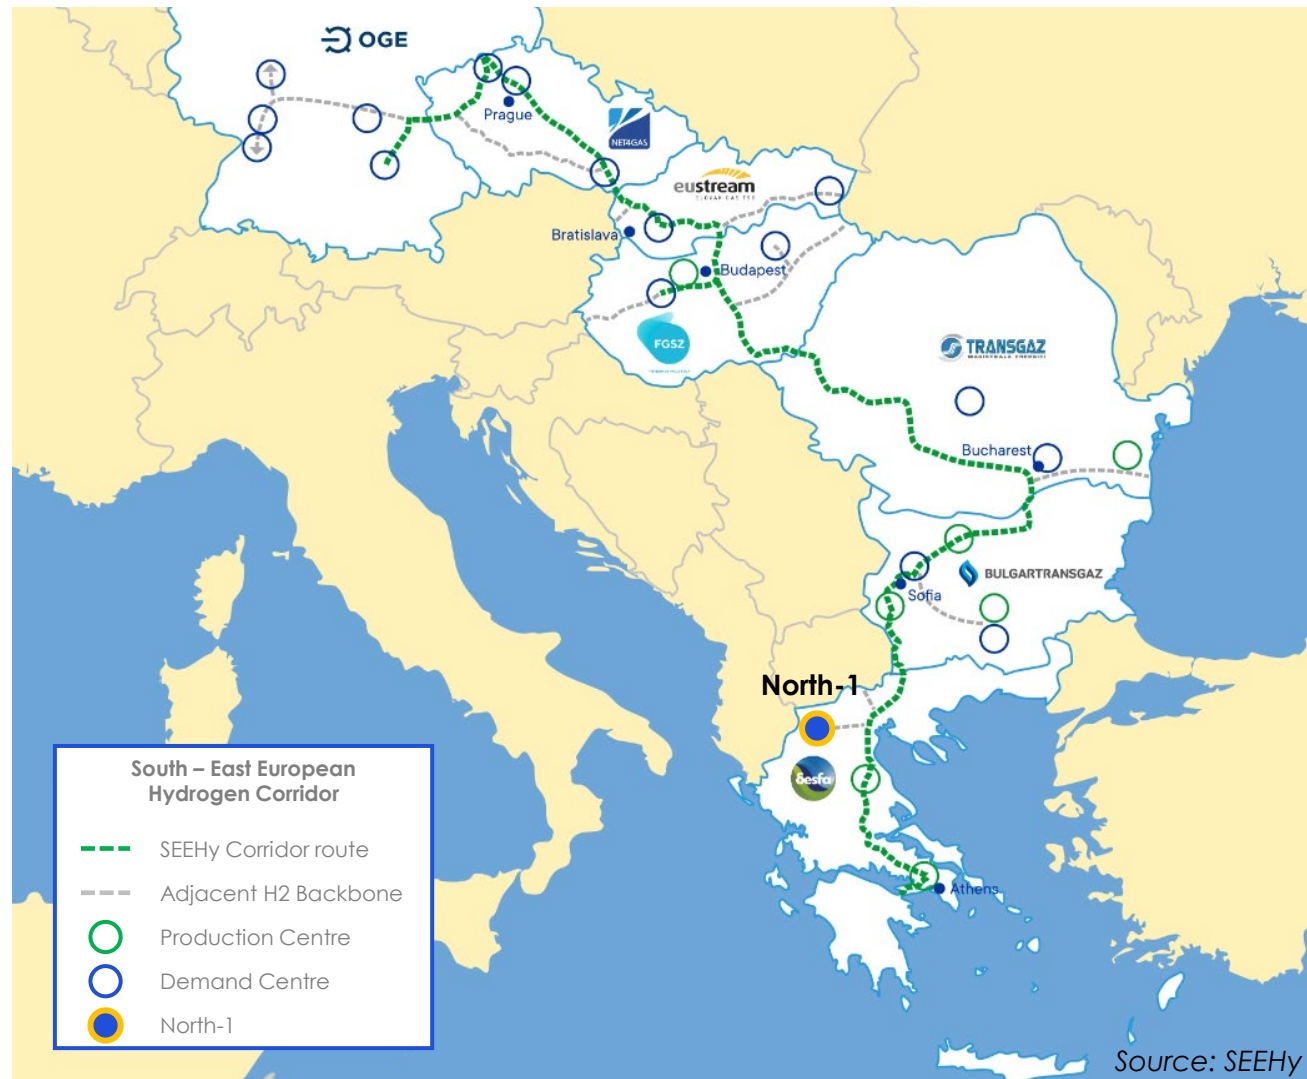 OGE
Prague
NET4GAS
eustream
Bratislava
Budapest
FGSZ
TRANSGAZ
Bucharest
BULGARTRANSGAZ
Sofia
North-1
desfa
Athens
South – East European
Hydrogen Corridor
SEEHy Corridor route
Adjacent H2 Backbone
Production Centre
Demand Centre
North-1
Source: SEEHy